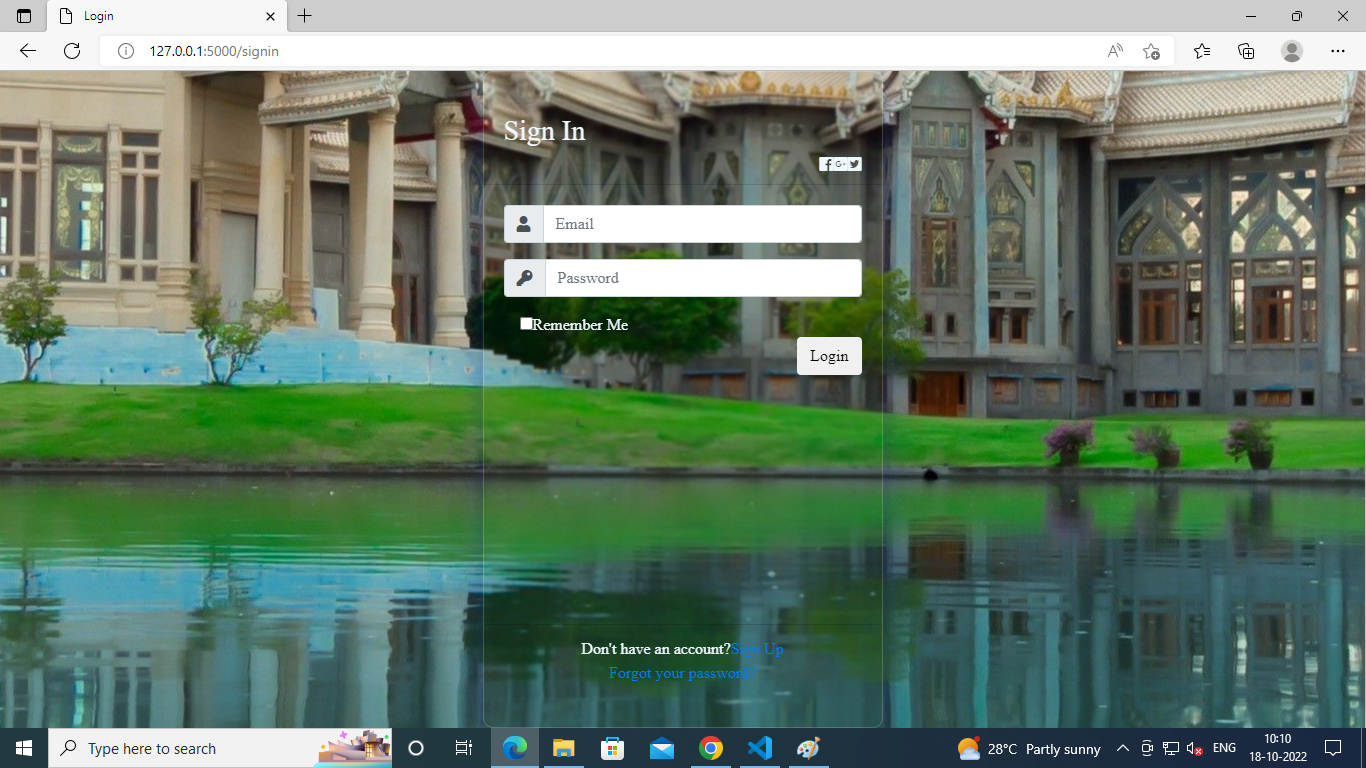 Login
127.0.0.1:5000/signin
Sign In
f G+
Email
Password
Remember Me
Login
Don't have an account?Sign Up
Forgot your password?
Type here to search
28°C Partly sunny
ENG
10:10
18-10-2022